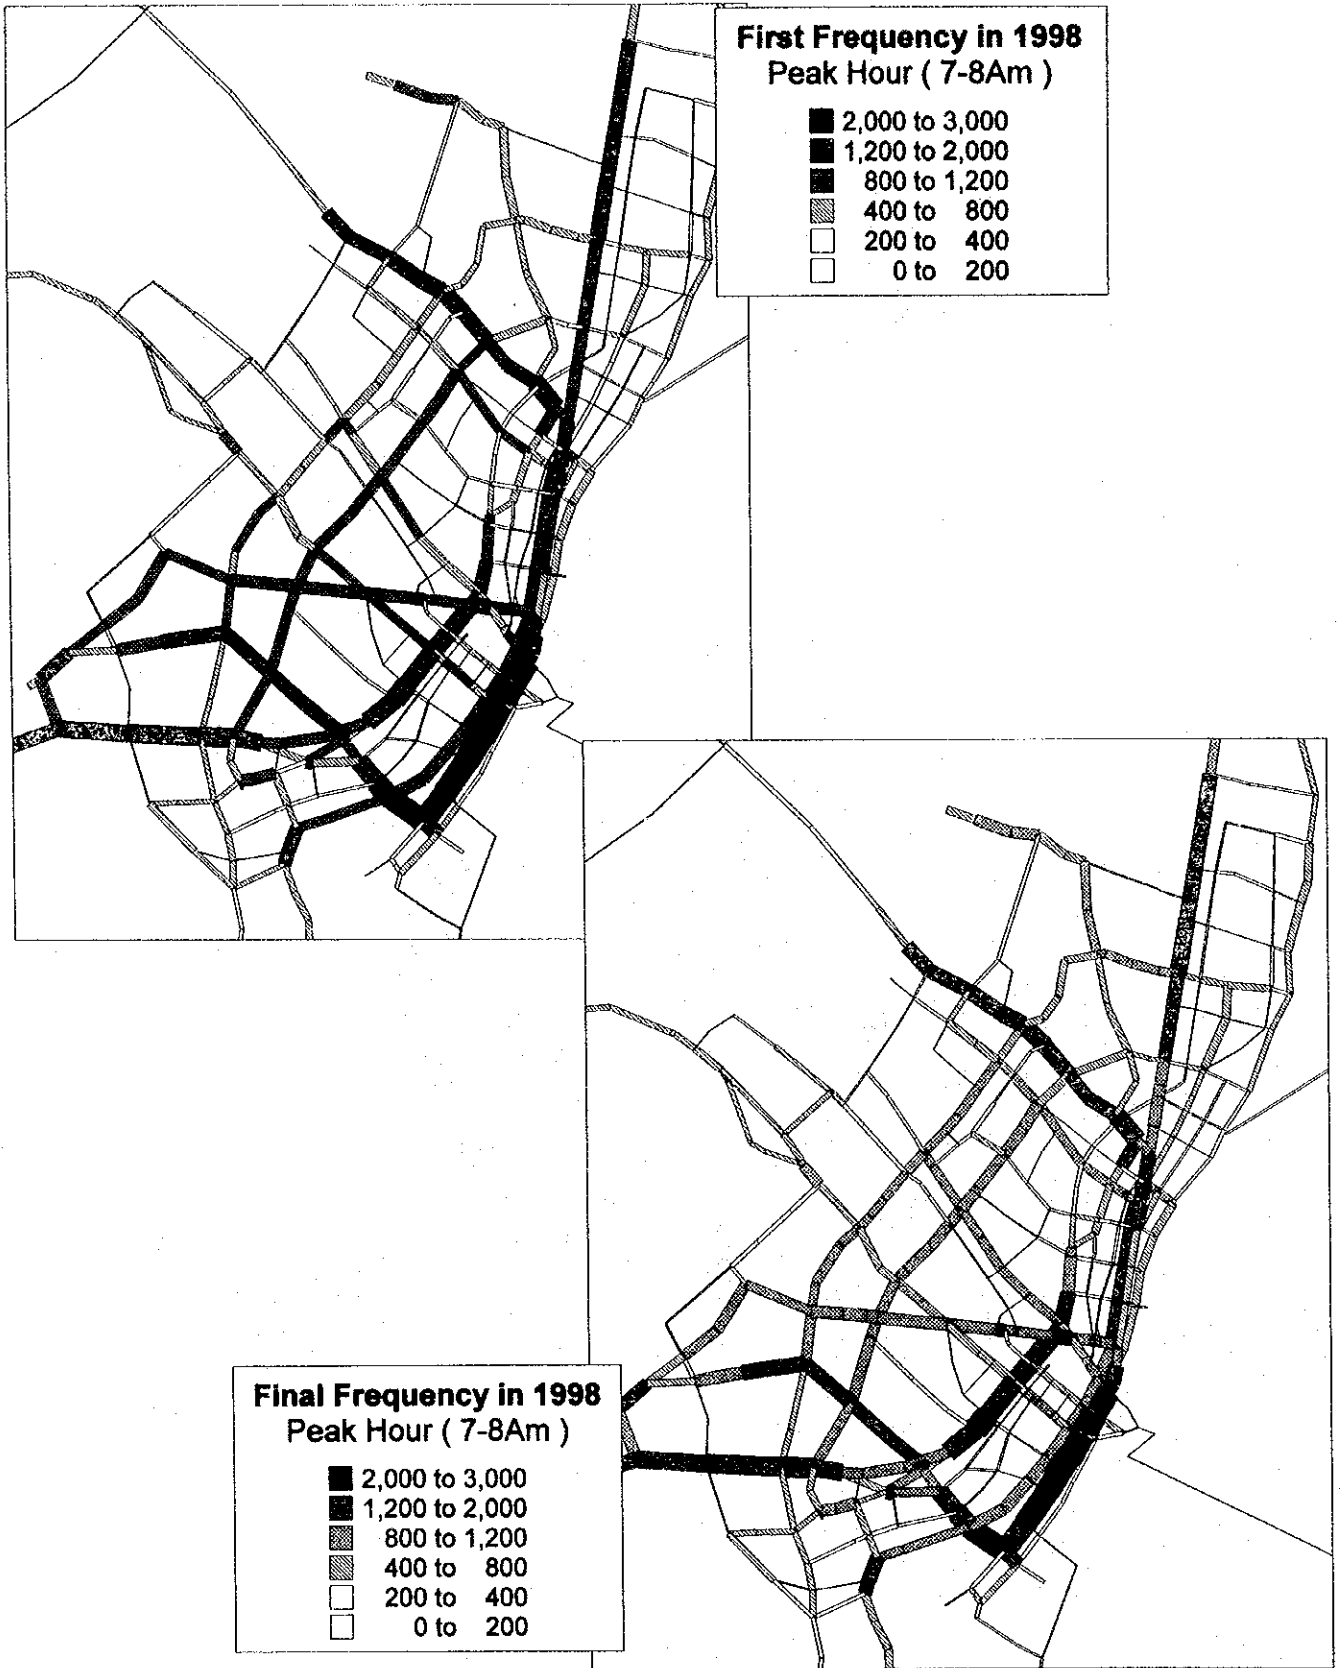 First Frequency in 1998
Peak Hour ( 7-8Am )
2,000 to 3,000
1,200 to 2,000
800 to 1,200
400 to 800
200 to 400
0 to 200
Final Frequency in 1998
Peak Hour ( 7-8Am )
2,000 to 3,000
1,200 to 2,000
800 to 1,200
400 to 800
200 to 400
0 to 200